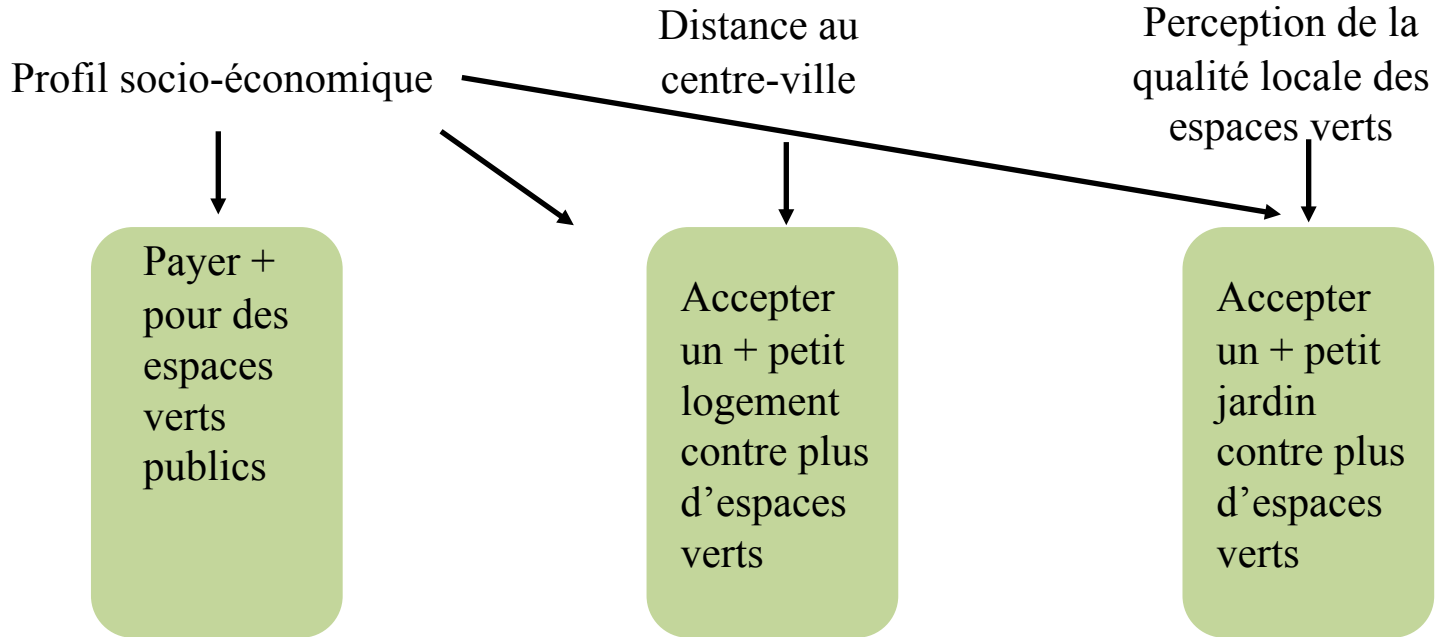 Profil socio-économique
Distance au
centre-ville
Perception de la
qualité locale des
espaces verts
Payer +
pour des
espaces
verts
publics
Accepter
un + petit
logement
contre plus
d’espaces
verts
Accepter
un + petit
jardin
contre plus
d’espaces
verts